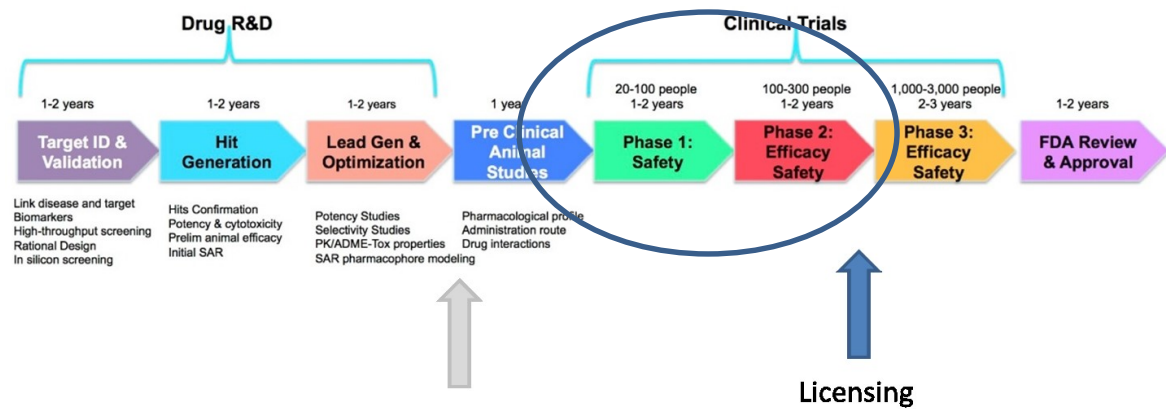 Drug R&D
Clinical Trials
1-2 years
1-2 years
1-2 years
1 year
20-100 people
1-2 years
100-300 people
1-2 years
1,000-3,000 people
2-3 years
1-2 years
Target ID &
Validation
Hit
Generation
Lead Gen &
Optimization
Pre Clinical
Animal
Studies
Phase 1:
Safety
Phase 2:
Efficacy
Safety
Phase 3:
Efficacy
Safety
FDA Review
& Approval
Link disease and target
Biomarkers
High-throughput screening
Rational Design
In silicon screening
Hits Confirmation
Potency & cytotoxicity
Prelim animal efficacy
Initial SAR
Potency Studies
Selectivity Studies
PK/ADME-Tox properties
SAR pharmacophore modeling
Pharmacological profile
Administration route
Drug interactions
Licensing